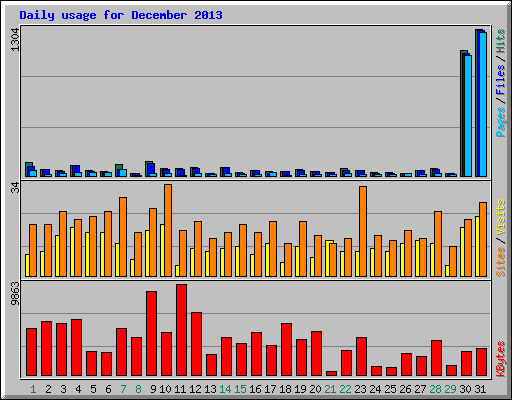 Daily usage for December 2013
1304
Pages / Files / Hits
34
Sites / Visits
9863
KBytes
1 2 3 4 5 6 7 8 9 10 11 12 13 14 15 16 17 18 19 20 21 22 23 24 25 26 27 28 29 30 31